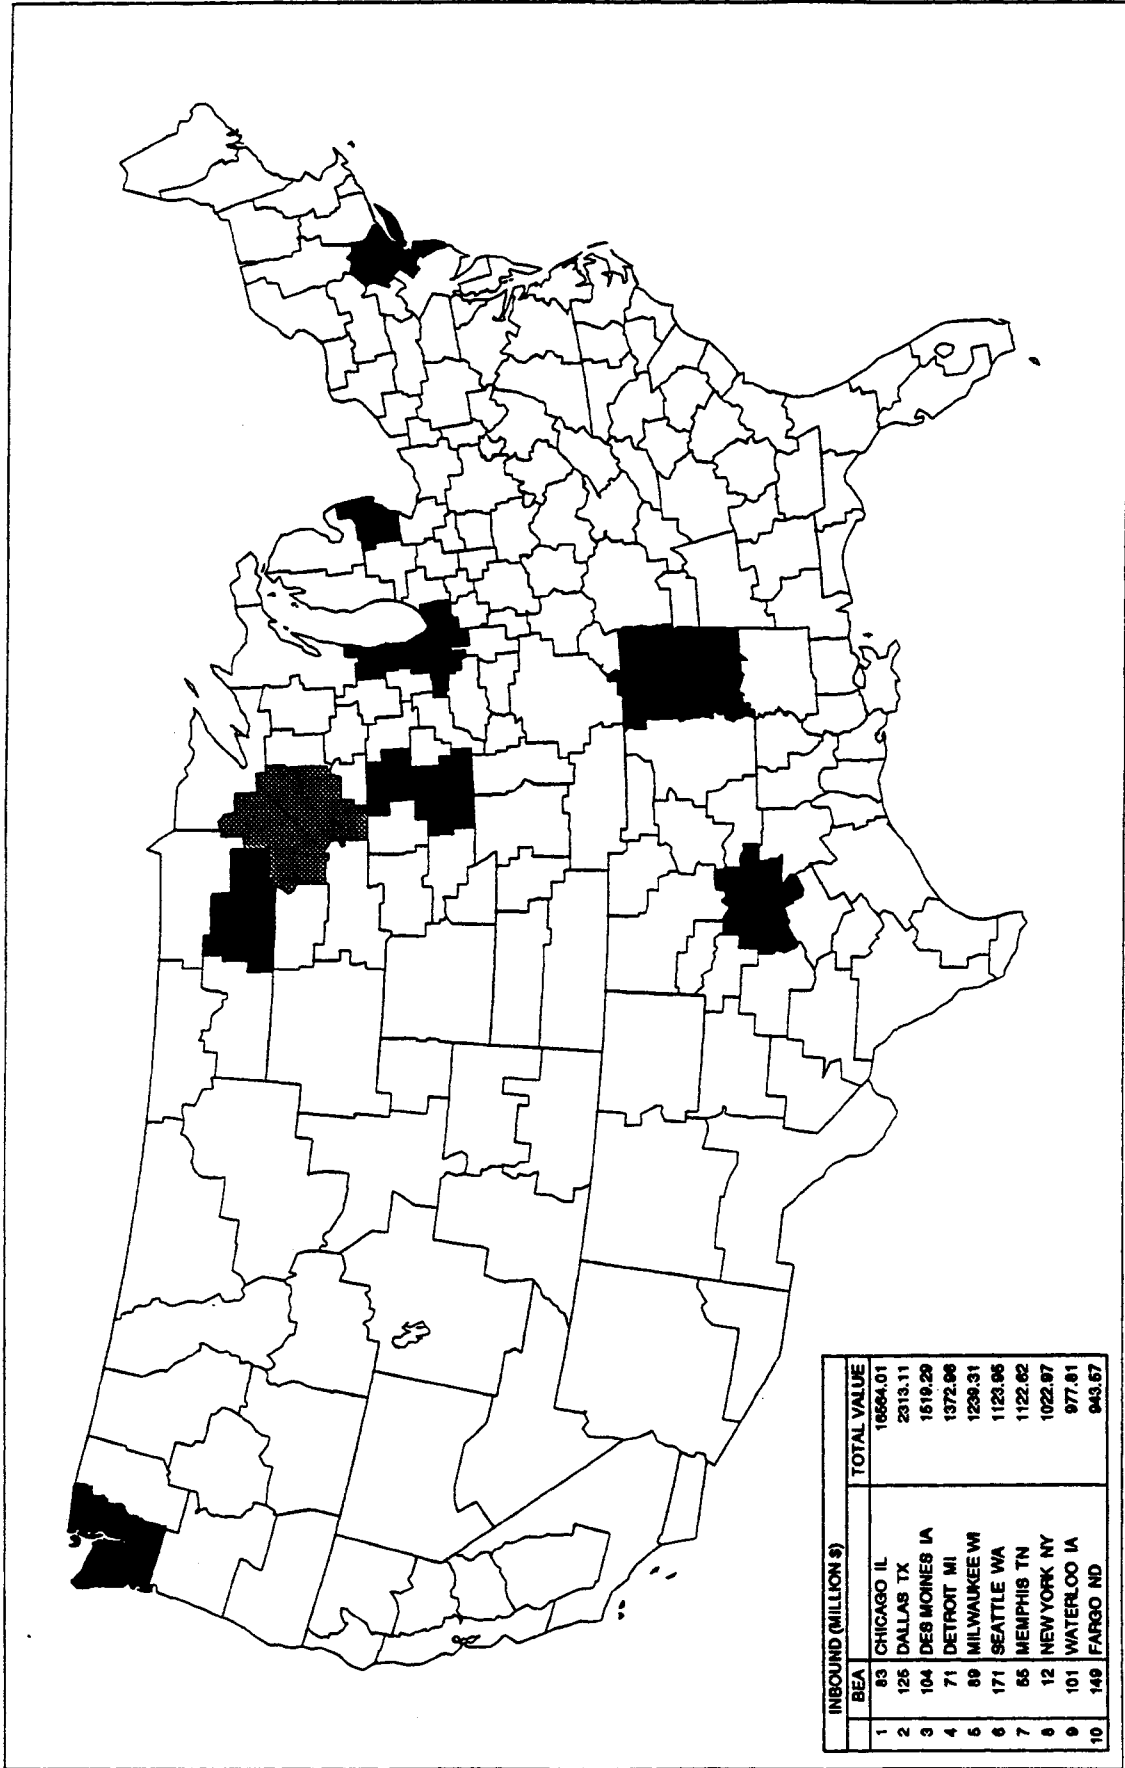 INBOUND (MILLION $)
BEA TOTAL VALUE
1 83 CHICAGO IL 16564.01
2 125 DALLAS TX 2313.11
3 104 DES MOINES IA 1519.29
4 71 DETROIT MI 1372.96
5 89 MILWAUKEE WI 1239.31
6 171 SEATTLE WA 1123.95
7 55 MEMPHIS TN 1122.62
8 12 NEW YORK NY 1022.97
9 101 WATERLOO IA 977.81
10 149 FARGO ND 943.57